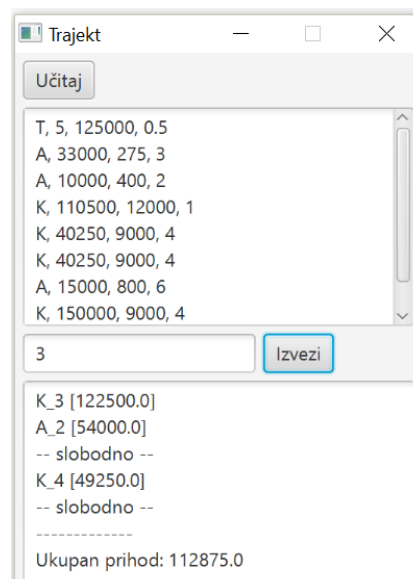 Trajekt
Učitaj
T, 5, 125000, 0.5
A, 33000, 275, 3
A, 10000, 400, 2
K, 110500, 12000, 1
K, 40250, 9000, 4
K, 40250, 9000, 4
A, 15000, 800, 6
K, 150000, 9000, 4
3
Izvezi
K_3 [122500.0]
A_2 [54000.0]
-- slobodno --
K_4 [49250.0]
-- slobodno --
-------------
Ukupan prihod: 112875.0